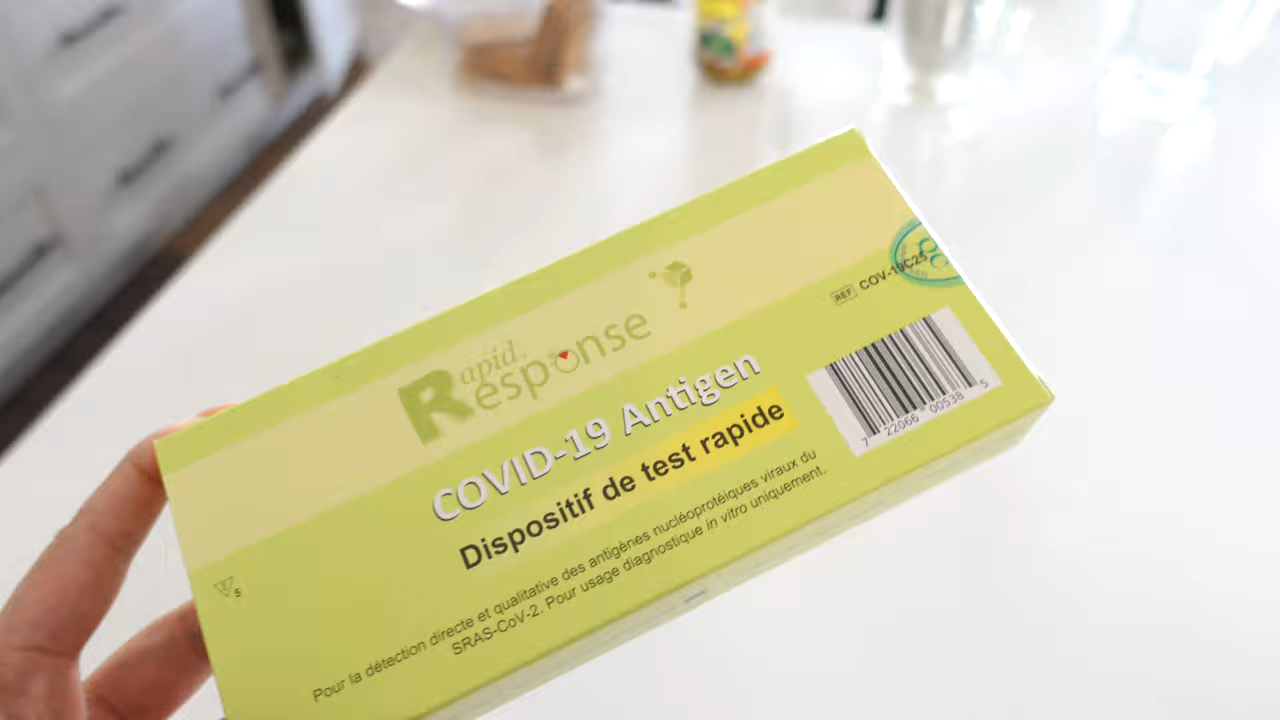 Rapid
Response
COVID-19 Antigen
Dispositif de test rapide
Pour la détection directe et qualitative des antigènes nucléoprotéiques viraux du
SRAS-CoV-2. Pour usage diagnostique in vitro uniquement.
REF COV-19C25
7 22066 00538 5
5